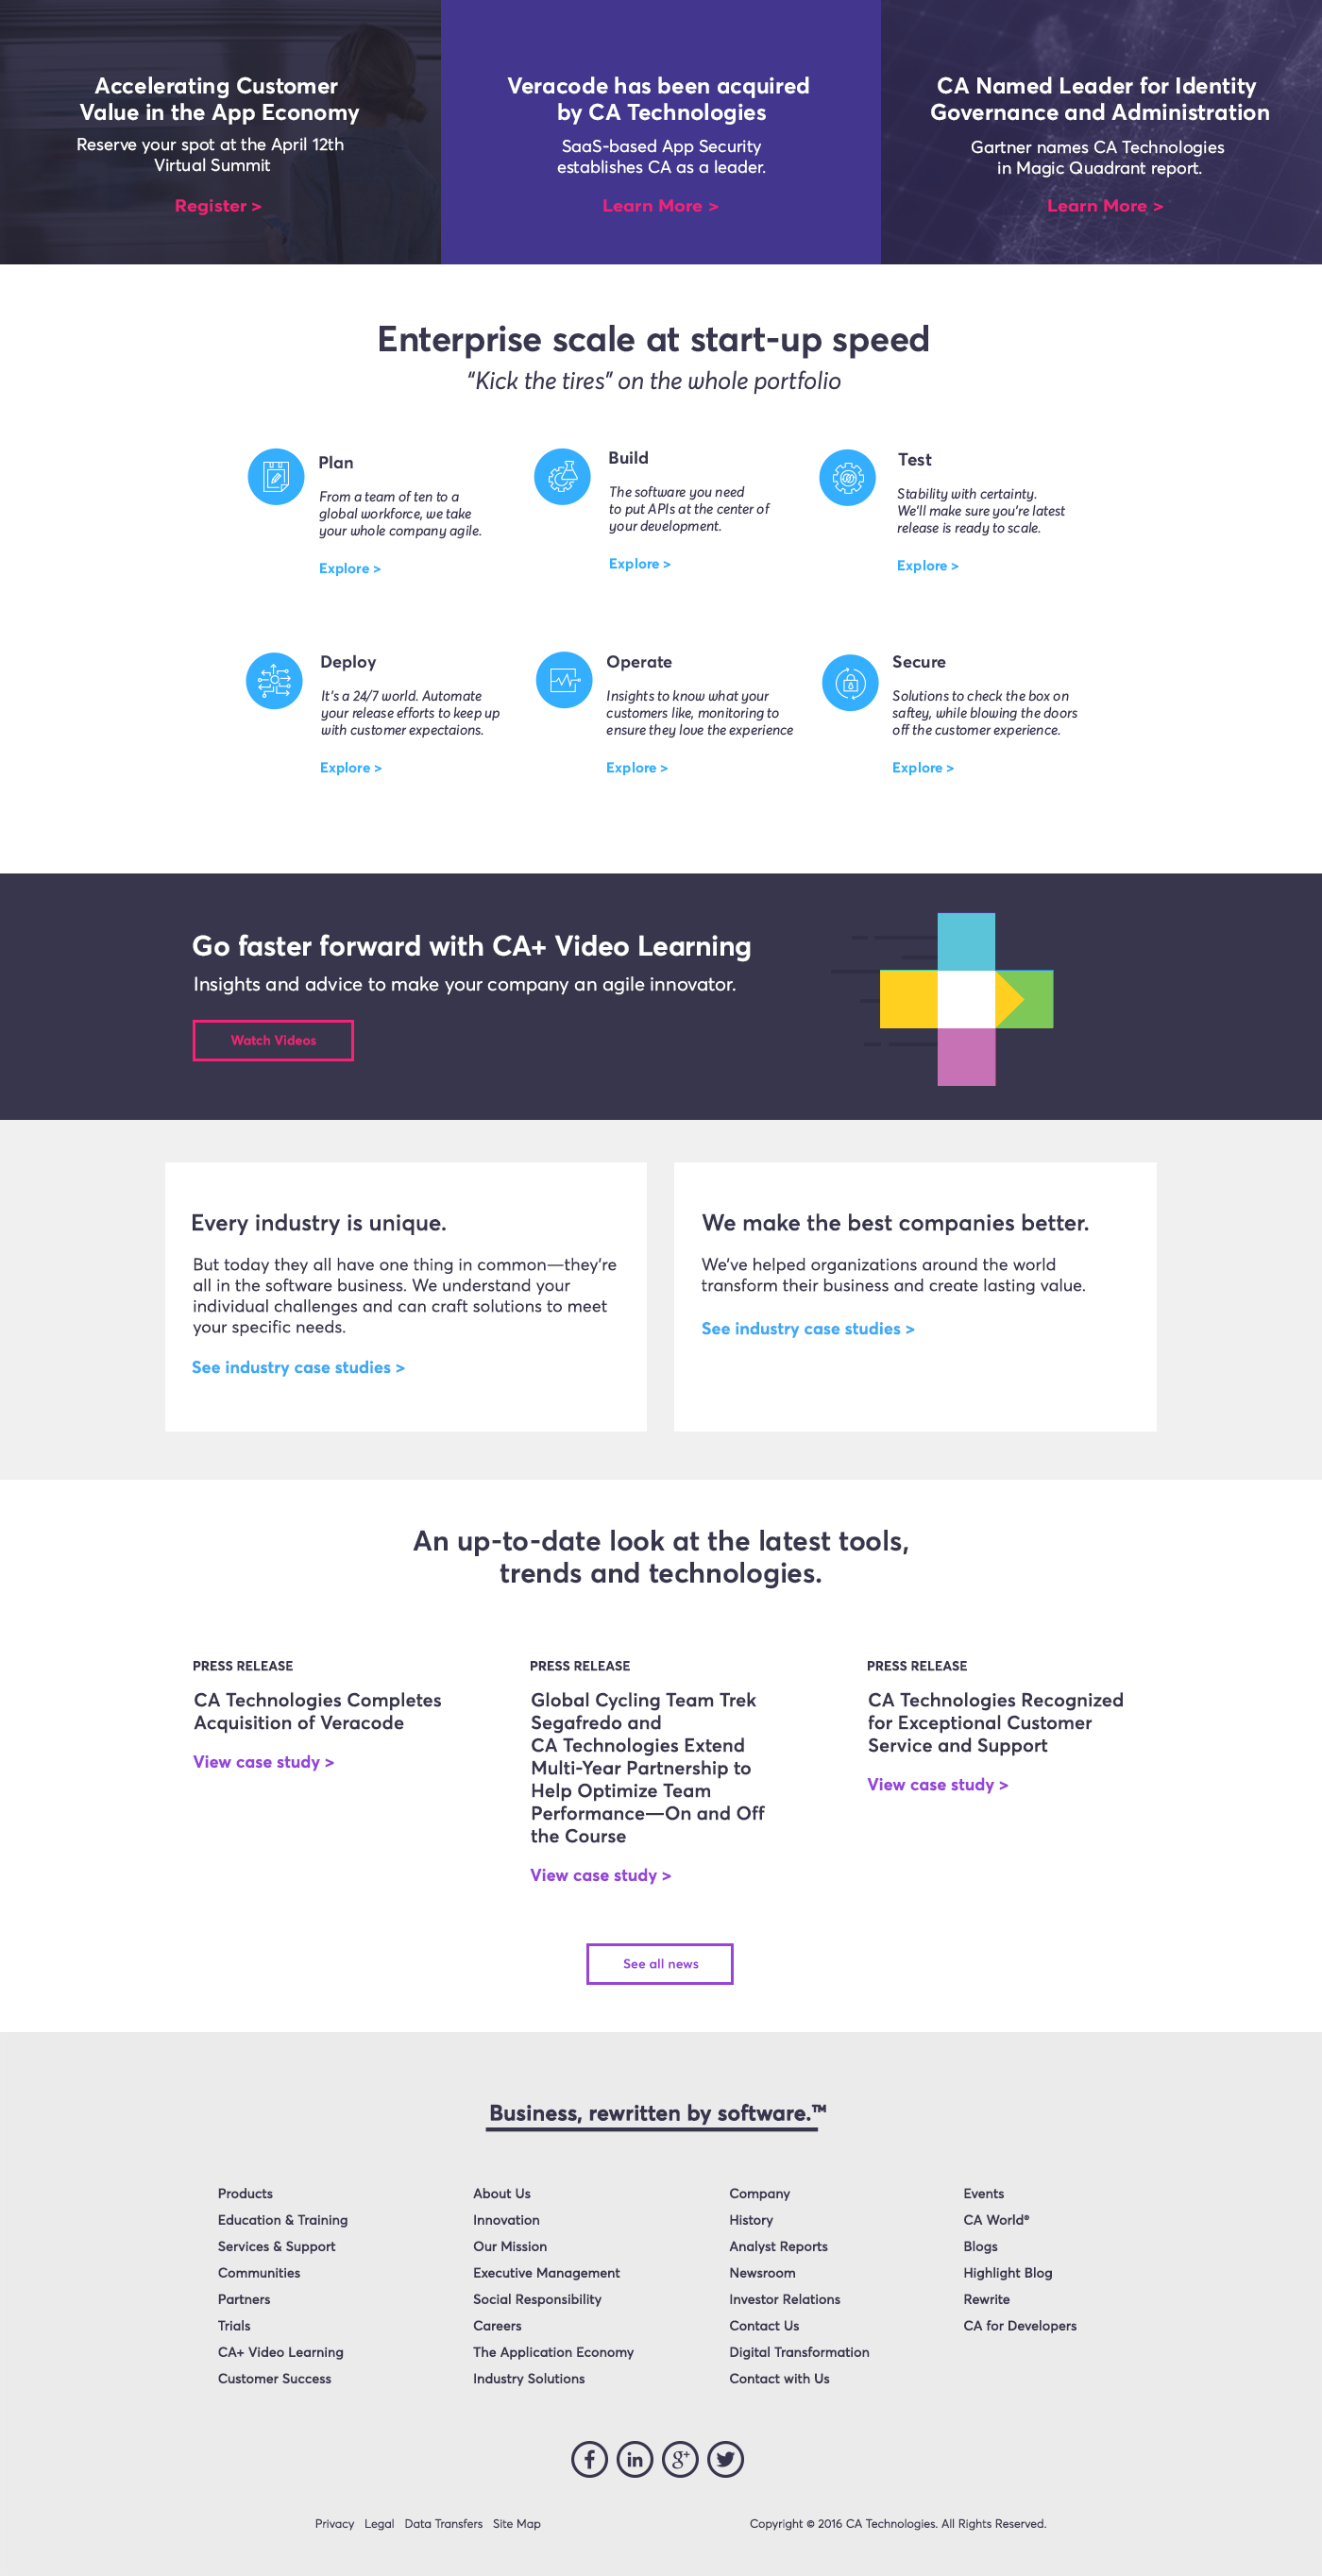 Accelerating Customer
Value in the App Economy
Reserve your spot at the April 12th
Virtual Summit
Register >
Veracode has been acquired
by CA Technologies
SaaS-based App Security
establishes CA as a leader.
Learn More >
CA Named Leader for Identity
Governance and Administration
Gartner names CA Technologies
in Magic Quadrant report.
Learn More >
Enterprise scale at start-up speed
“Kick the tires” on the whole portfolio
Plan
From a team of ten to a
global workforce, we take
your whole company agile.
Explore >
Build
The software you need
to put APIs at the center of
your development.
Explore >
Test
Stability with certainty.
We'll make sure you're latest
release is ready to scale.
Explore >
Deploy
It's a 24/7 world. Automate
your release efforts to keep up
with customer expectaions.
Explore >
Operate
Insights to know what your
customers like, monitoring to
ensure they love the experience
Explore >
Secure
Solutions to check the box on
saftey, while blowing the doors
off the customer experience.
Explore >
Go faster forward with CA+ Video Learning
Insights and advice to make your company an agile innovator.
Watch Videos
Every industry is unique.
But today they all have one thing in common—they're
all in the software business. We understand your
individual challenges and can craft solutions to meet
your specific needs.
See industry case studies >
We make the best companies better.
We've helped organizations around the world
transform their business and create lasting value.
See industry case studies >
An up-to-date look at the latest tools,
trends and technologies.
PRESS RELEASE
CA Technologies Completes
Acquisition of Veracode
View case study >
PRESS RELEASE
Global Cycling Team Trek
Segafredo and
CA Technologies Extend
Multi-Year Partnership to
Help Optimize Team
Performance—On and Off
the Course
View case study >
PRESS RELEASE
CA Technologies Recognized
for Exceptional Customer
Service and Support
View case study >
See all news
Business, rewritten by software.™
Products
Education & Training
Services & Support
Communities
Partners
Trials
CA+ Video Learning
Customer Success
About Us
Innovation
Our Mission
Executive Management
Social Responsibility
Careers
The Application Economy
Industry Solutions
Company
History
Analyst Reports
Newsroom
Investor Relations
Contact Us
Digital Transformation
Contact with Us
Events
CA World®
Blogs
Highlight Blog
Rewrite
CA for Developers
f in g+
Privacy Legal Data Transfers Site Map
Copyright © 2016 CA Technologies. All Rights Reserved.